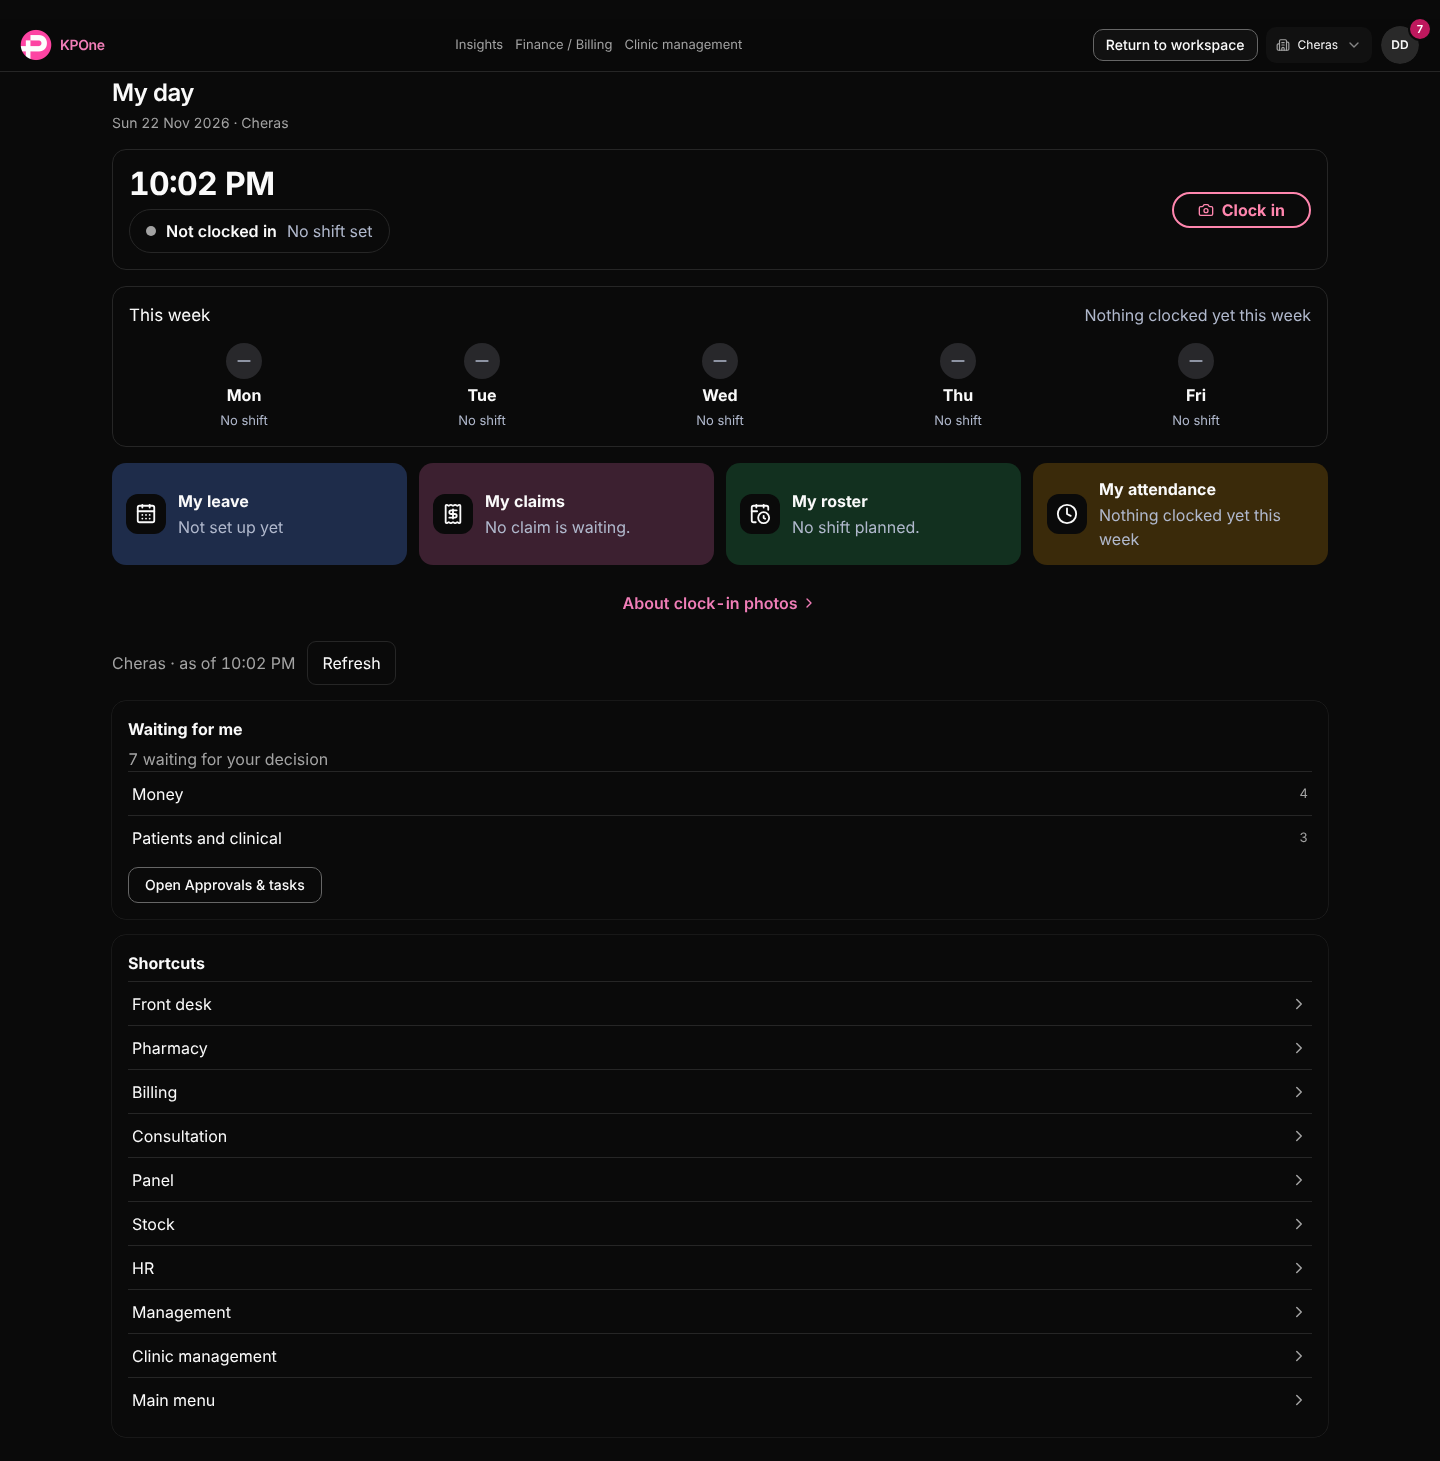 KPOne
Insights Finance / Billing Clinic management
Return to workspace
Cheras
DD
7
My day
Sun 22 Nov 2026 · Cheras
10:02 PM
Not clocked in No shift set
Clock in
This week
Nothing clocked yet this week
Mon Tue Wed Thu Fri
No shift No shift No shift No shift No shift
My leave
Not set up yet
My claims
No claim is waiting.
My roster
No shift planned.
My attendance
Nothing clocked yet this
week
About clock-in photos
Cheras · as of 10:02 PM
Refresh
Waiting for me
7 waiting for your decision
Money 4
Patients and clinical 3
Open Approvals & tasks
Shortcuts
Front desk
Pharmacy
Billing
Consultation
Panel
Stock
HR
Management
Clinic management
Main menu